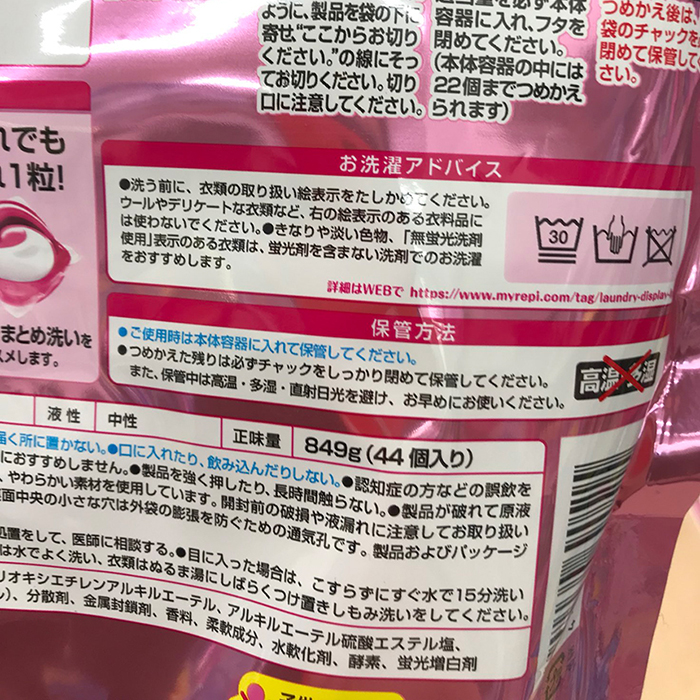 ように、製品を袋の下に
寄せ"ここからお切り
ください。"の線にそっ
てお切りください。切り
口に注意してください。
容器に入れ、フタを
閉めてください。
(本体容器の中には
22個までつめかえ
られます)
つめかえ後は、
袋のチャックを
閉めて保管して
さい。
れでも
1粒!
まとめ洗いを
スメします。
お洗濯アドバイス
●洗う前に、衣類の取り扱い絵表示をたしかめてください。
ウールやデリケートな衣類など、右の絵表示のある衣料品に
は使わないでください。●きなりや淡い色物、「無蛍光洗剤
使用」表示のある衣類は、蛍光剤を含まない洗剤でのお洗濯
をおすすめします。
30
詳細はWEBで https://www.myrepi.com/tag/laundry-display-
保管方法
●ご使用時は本体容器に入れて保管してください。
●つめかえた残りは必ずチャックをしっかり閉めて保管してください。
また、保管中は高温・多湿・直射日光を避け、お早めにお使いください。
高温・多湿
液性 中性 正味量 849g(44個入り)
届く所に置かない。●口に入れたり、飲み込んだりしない。●認知症の方などの誤飲を
におすすめしません。●製品を強く押したり、長時間触らない。●製品が破れて原液
、やわらかい素材を使用しています。開封前の破損や液漏れに注意してお取り扱い
面中央の小さな穴は外袋の膨張を防ぐための通気孔です。製品およびパッケージ
処置をして、医師に相談する。●目に入った場合は、こすらずにすぐ水で15分洗い
は水でよく洗い、衣類はぬるま湯にしばらくつけ置きしもみ洗いをしてください。
リオキシエチレンアルキルエーテル、アルキルエーテル硫酸エステル塩、
)、分散剤、金属封鎖剤、香料、柔軟成分、水軟化剤、酵素、蛍光増白剤